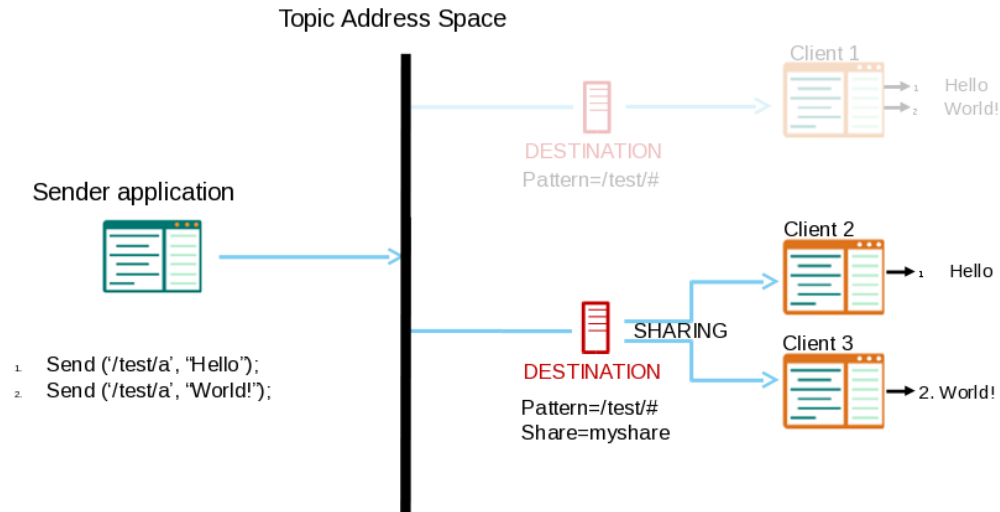 Topic Address Space
Client 1
1 Hello
2 World!
DESTINATION
Pattern=/test/#
Sender application
Client 2
1 Hello
SHARING
Client 3
DESTINATION
2. World!
1. Send (‘/test/a’, “Hello”);
2. Send (‘/test/a’, “World!”);
Pattern=/test/#
Share=myshare